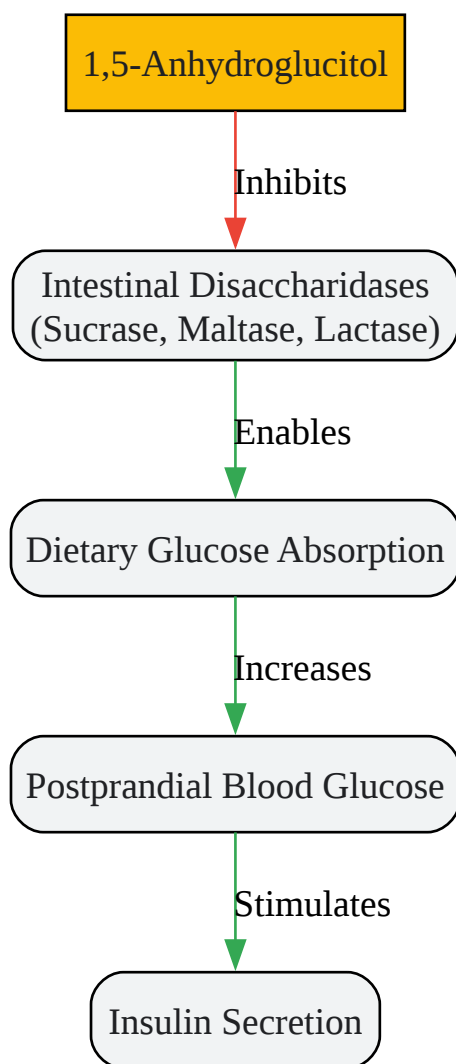 1,5-Anhydroglucitol
Inhibits
Intestinal Disaccharidases
(Sucrase, Maltase, Lactase)
Enables
Dietary Glucose Absorption
Increases
Postprandial Blood Glucose
Stimulates
Insulin Secretion